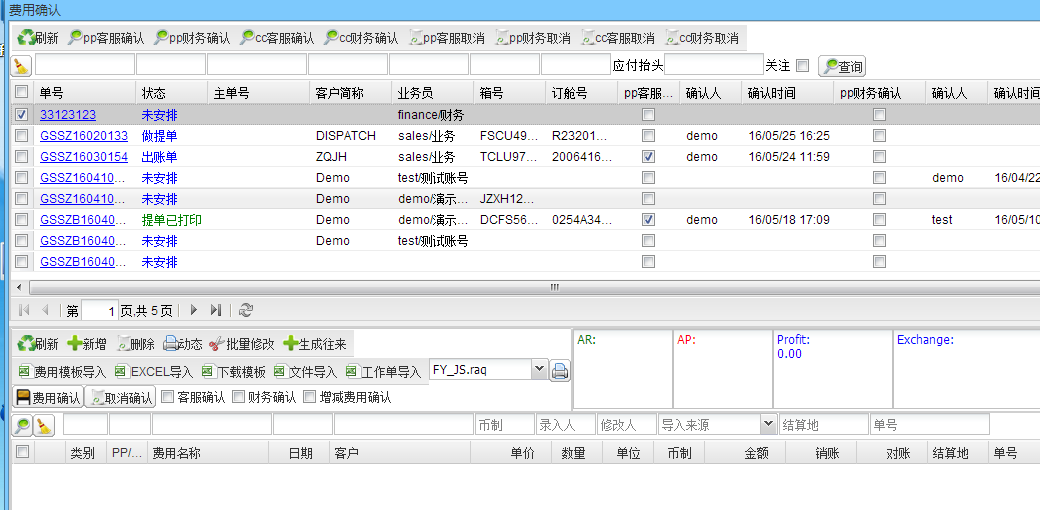 费用确认
刷新 pp客服确认 pp财务确认 cc客服确认 cc财务确认 pp客服取消 pp财务取消 cc客服取消 cc财务取消
应付抬头 关注 查询
单号 状态 主单号 客户简称 业务员 箱号 订舱号 pp客服... 确认人 确认时间 pp财务确认 确认人 确认时间
33123123 未安排 finance/财务
GSSZ16020133 做提单 DISPATCH sales/业务 FSCU49... R23201... demo 16/05/25 16:25
GSSZ16030154 出账单 ZQJH sales/业务 TCLU97... 2006416... demo 16/05/24 11:59
GSSZ160410... 未安排 Demo test/测试账号 demo 16/04/22
GSSZ160410... 未安排 Demo demo/演示... JZXH12...
GSSZB16040... 提单已打印 Demo demo/演示... DCFS56... 0254A34... demo 16/05/18 17:09 test 16/05/10
GSSZB16040... 未安排 Demo test/测试账号
GSSZB16040... 未安排
第 1 页,共 5 页
刷新 新增 删除 动态 批量修改 生成往来
费用模板导入 EXCEL导入 下载模板 文件导入 工作单导入 FY_JS.raq
费用确认 取消确认 客服确认 财务确认 增减费用确认
AR: AP: Profit: Exchange:
0.00
币制 录入人 修改人 导入来源 结算地 单号
类别 PP/... 费用名称 日期 客户 单价 数量 单位 币制 金额 销账 对账 结算地 单号